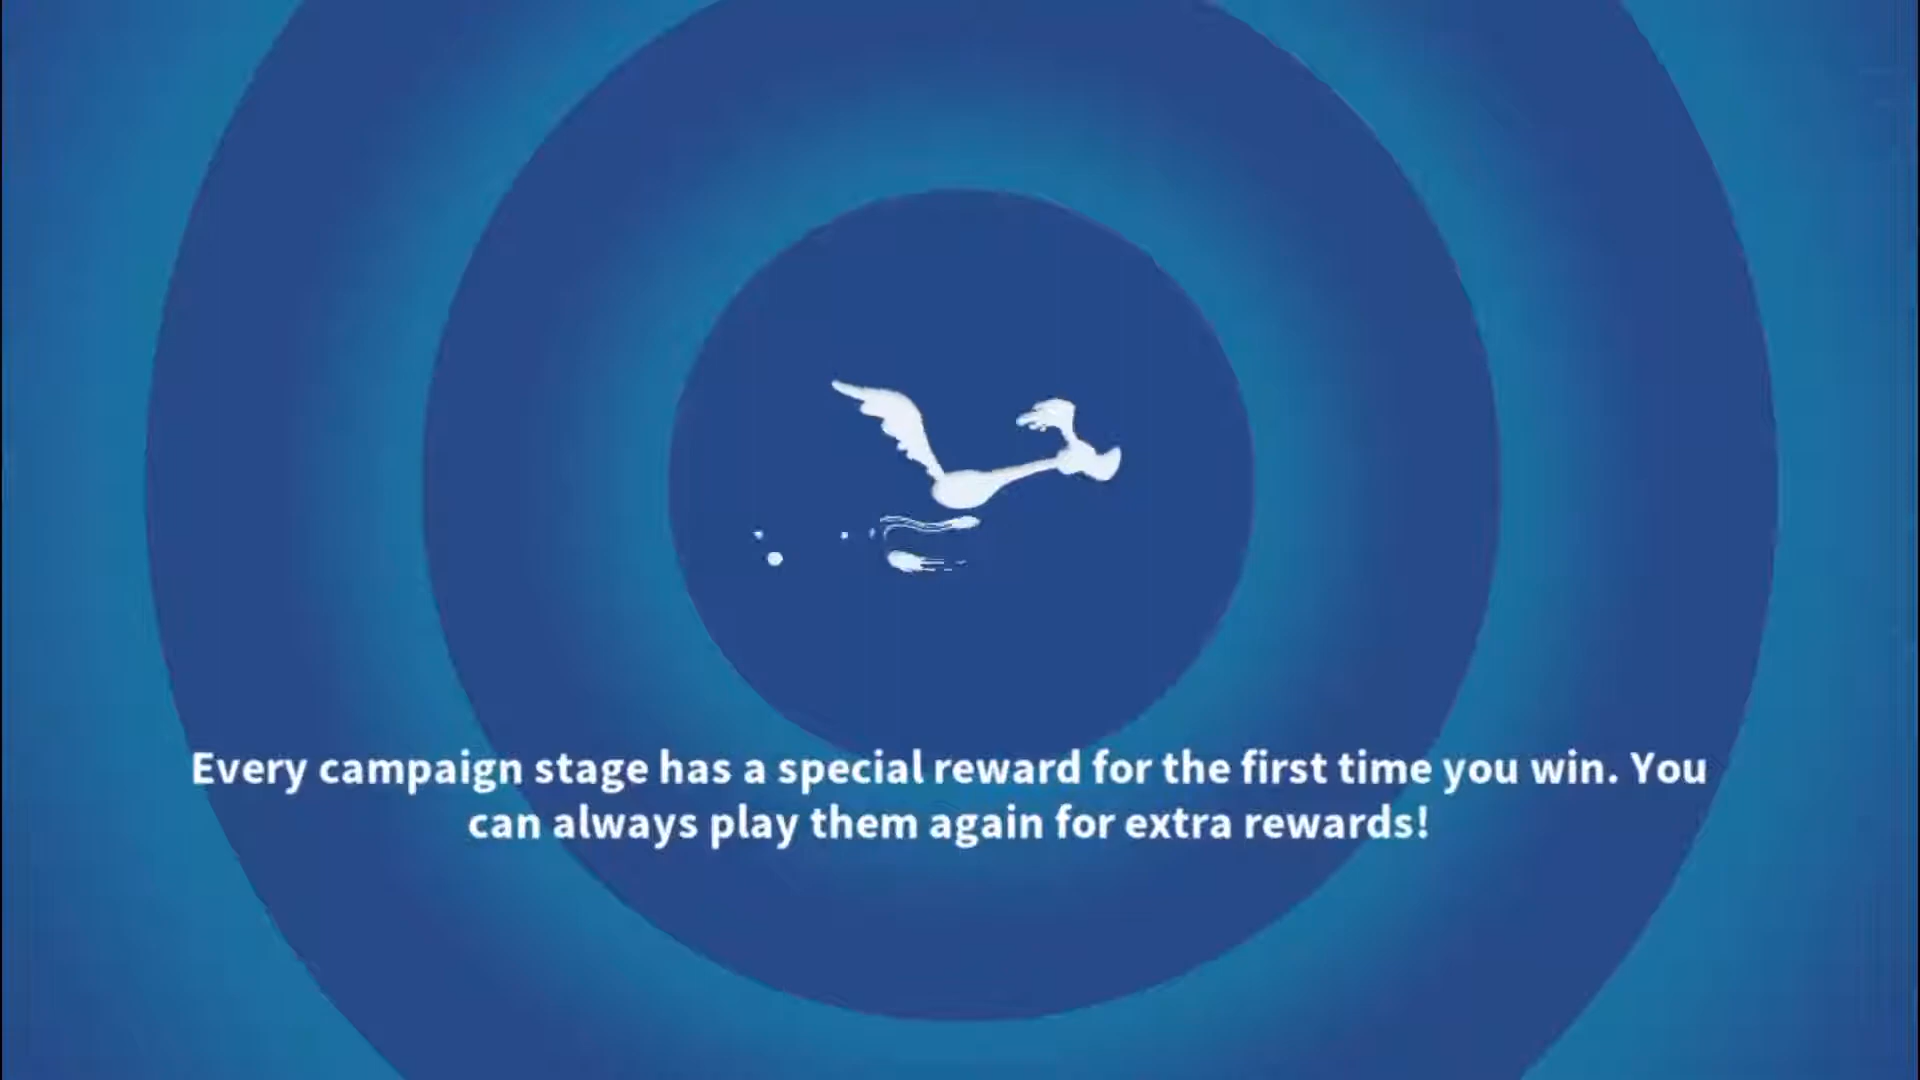 Every campaign stage has a special reward for the first time you win. You
can always play them again for extra rewards!